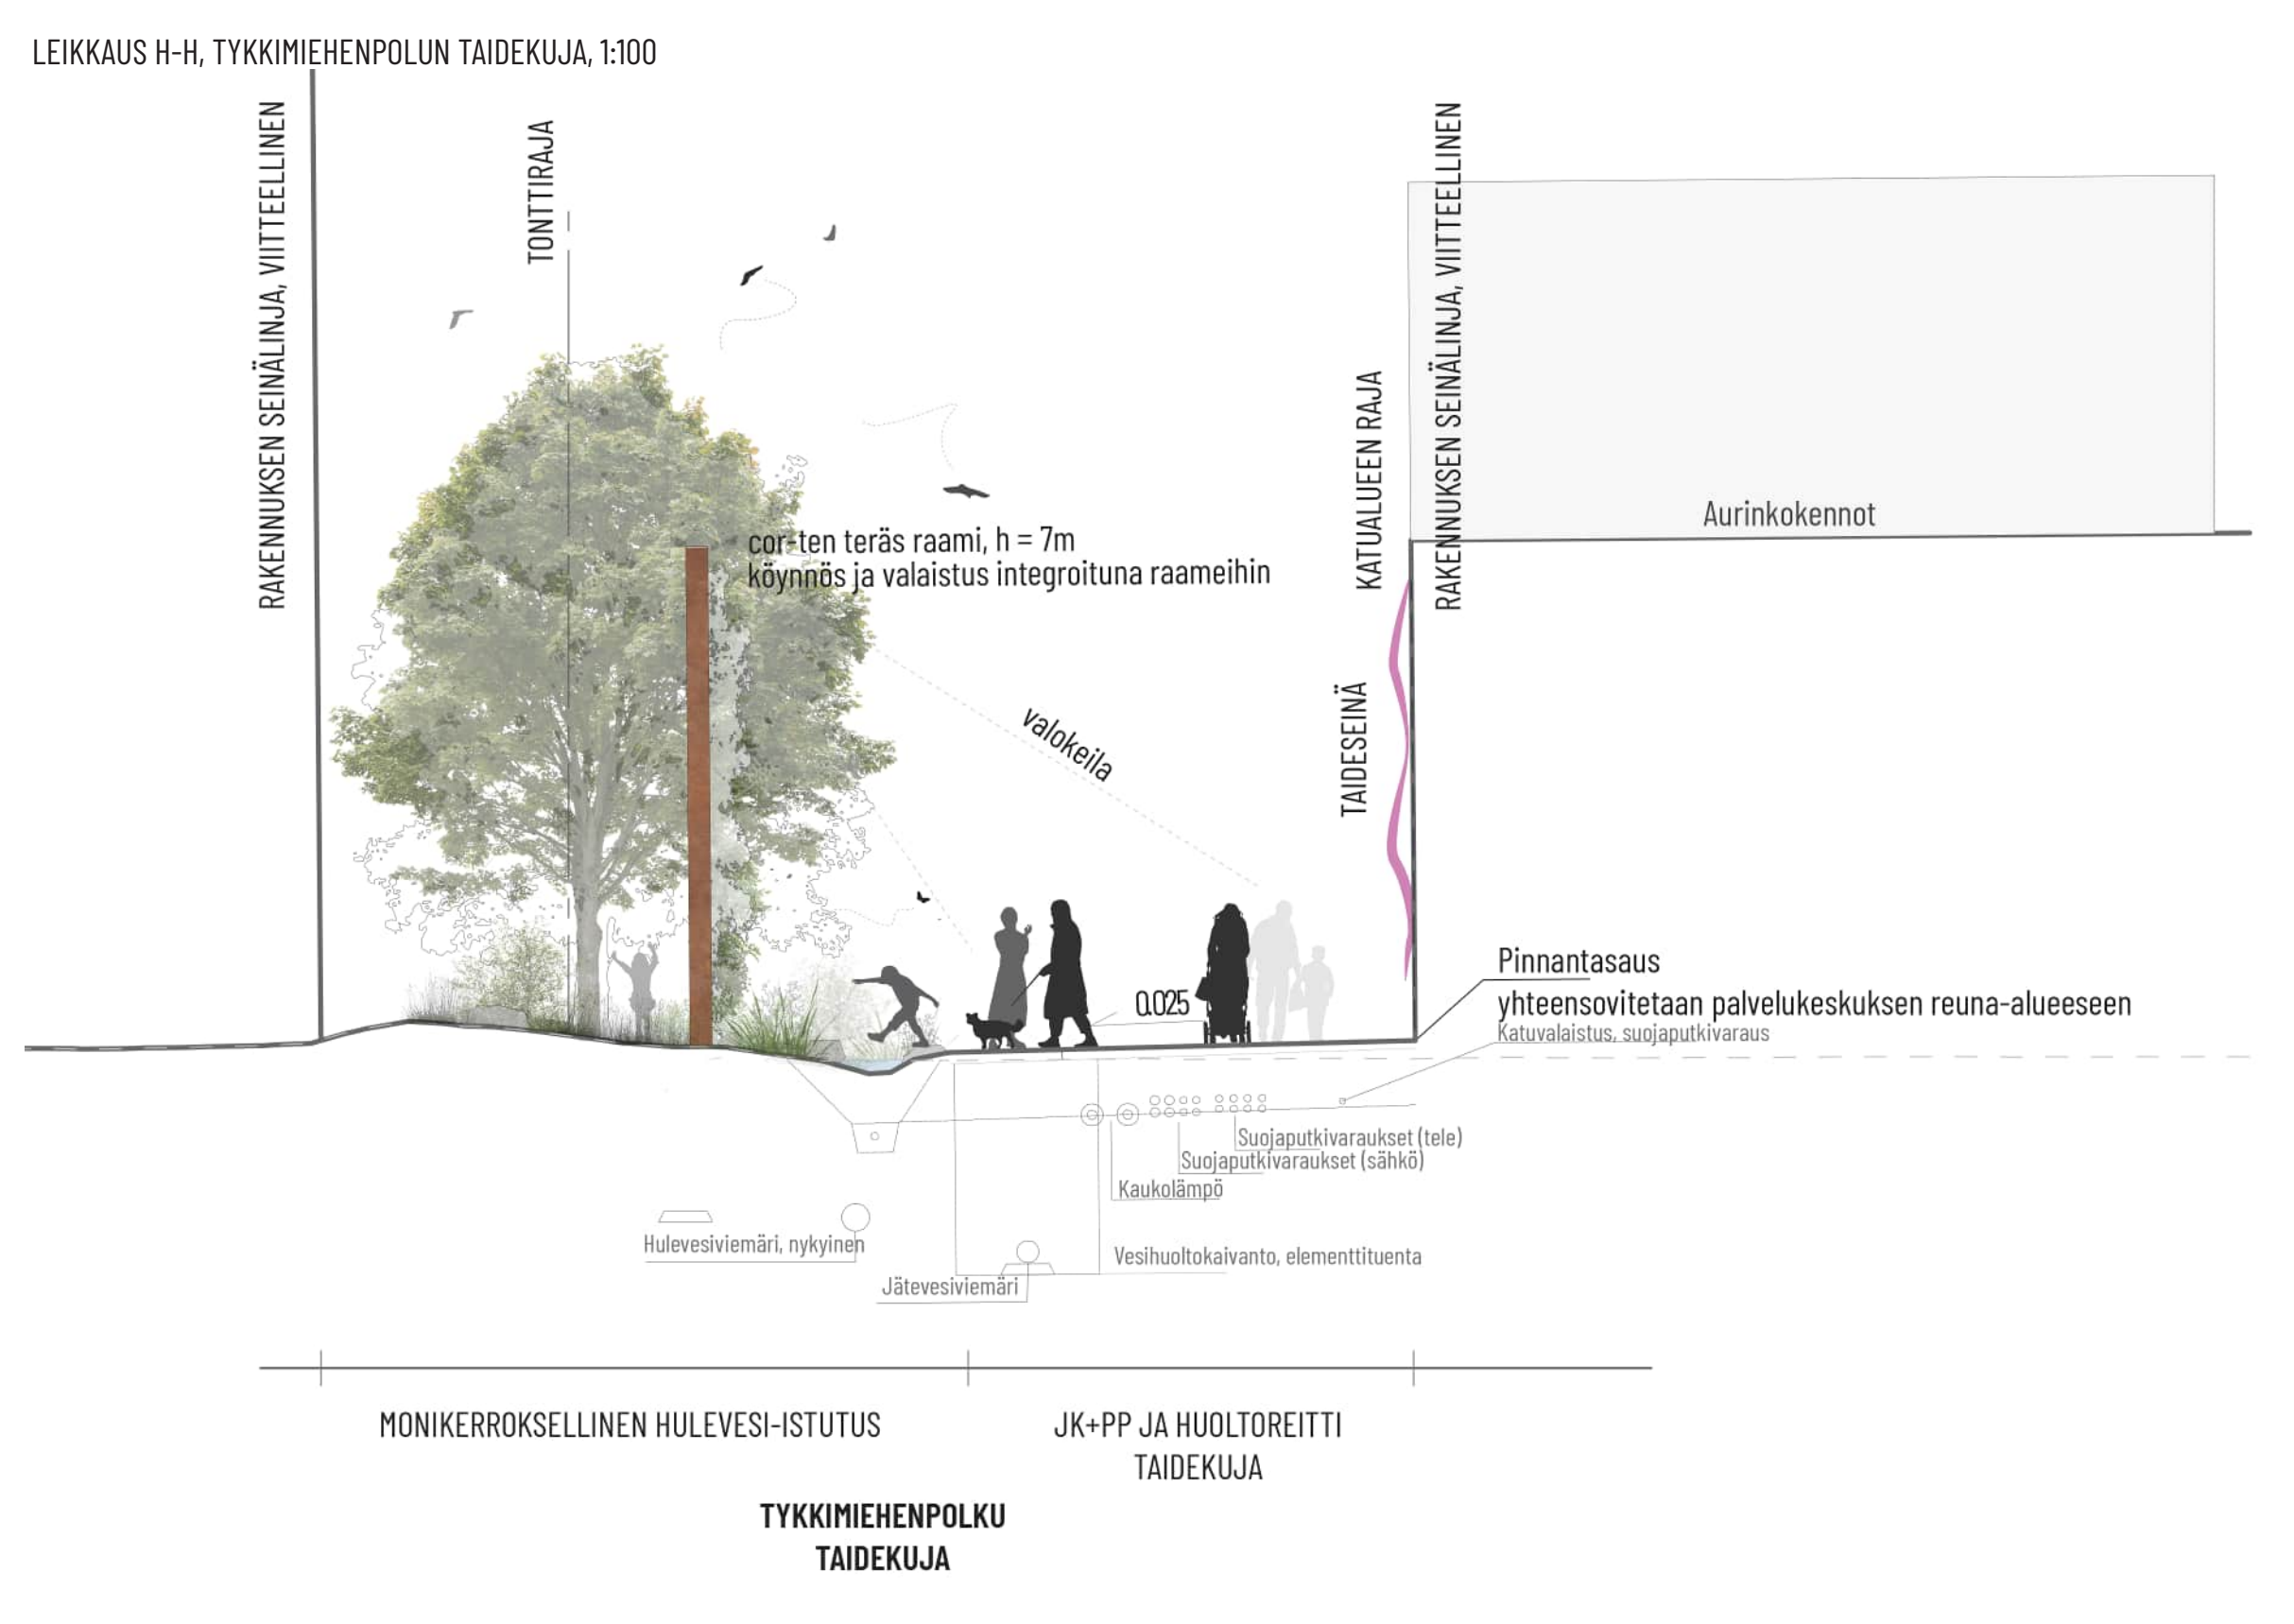 LEIKKAUS H-H, TYKKIMIEHENPOLUN TAIDEKUJA, 1:100
RAKENNUKSEN SEINÄLINJA, VIITTEELLINEN
TONTTIRAJA
KATUALUEEN RAJA
RAKENNUKSEN SEINÄLINJA, VIITTEELLINEN
Aurinkokennot
cor-ten teräs raami, h = 7m
köynnös ja valaistus integroituna raameihin
valokeila
TAIDESEINÄ
0.025
Pinnantasaus
yhteensovitetaan palvelukeskuksen reuna-alueeseen
Katuvalaistus, suojaputkivaraus
Suojaputkivaraukset (tele)
Suojaputkivaraukset (sähkö)
Kaukolämpö
Hulevesiviemäri, nykyinen
Vesihuoltokaivanto, elementtituenta
Jätevesiviemäri
MONIKERROKSELLINEN HULEVESI-ISTUTUS
JK+PP JA HUOLTOREITTI
TAIDEKUJA
TYKKIMIEHENPOLKU
TAIDEKUJA